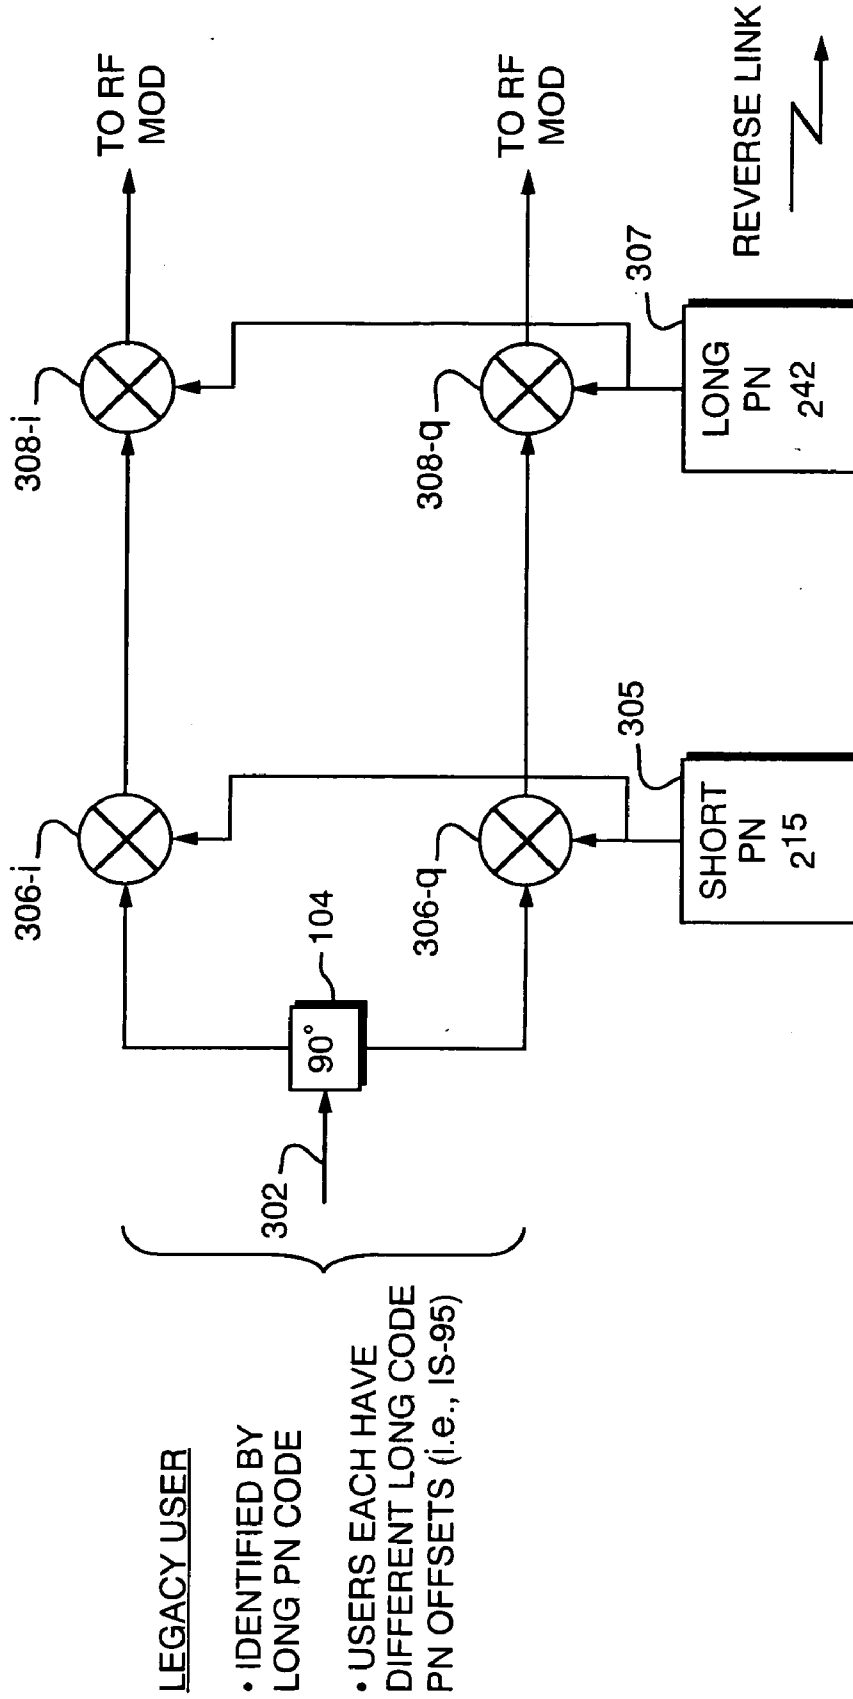 LEGACY USER
• IDENTIFIED BY
LONG PN CODE
• USERS EACH HAVE
DIFFERENT LONG CODE
PN OFFSETS (i.e., IS-95)
302
90°
104
306-i
306-q
SHORT
PN
2¹⁵
305
308-i
308-q
LONG
PN
2⁴²
307
TO RF
MOD
TO RF
MOD
REVERSE LINK